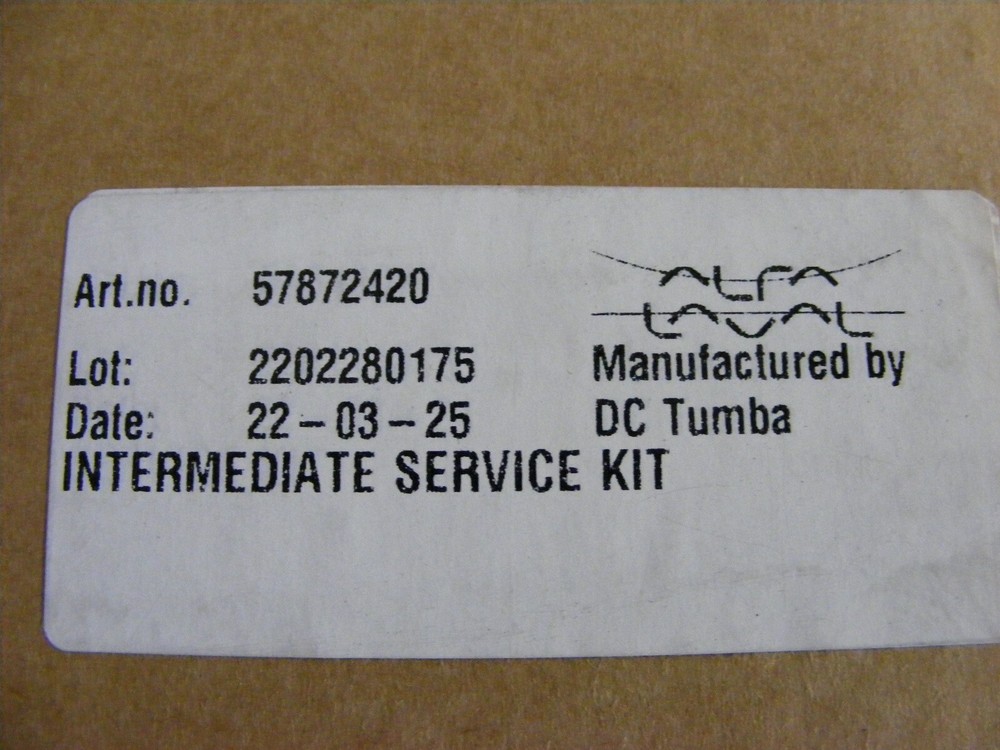 Art.no. 57872420
ALFA
LAVAL
Lot: 2202280175 Manufactured by
Date: 22-03-25 DC Tumba
INTERMEDIATE SERVICE KIT